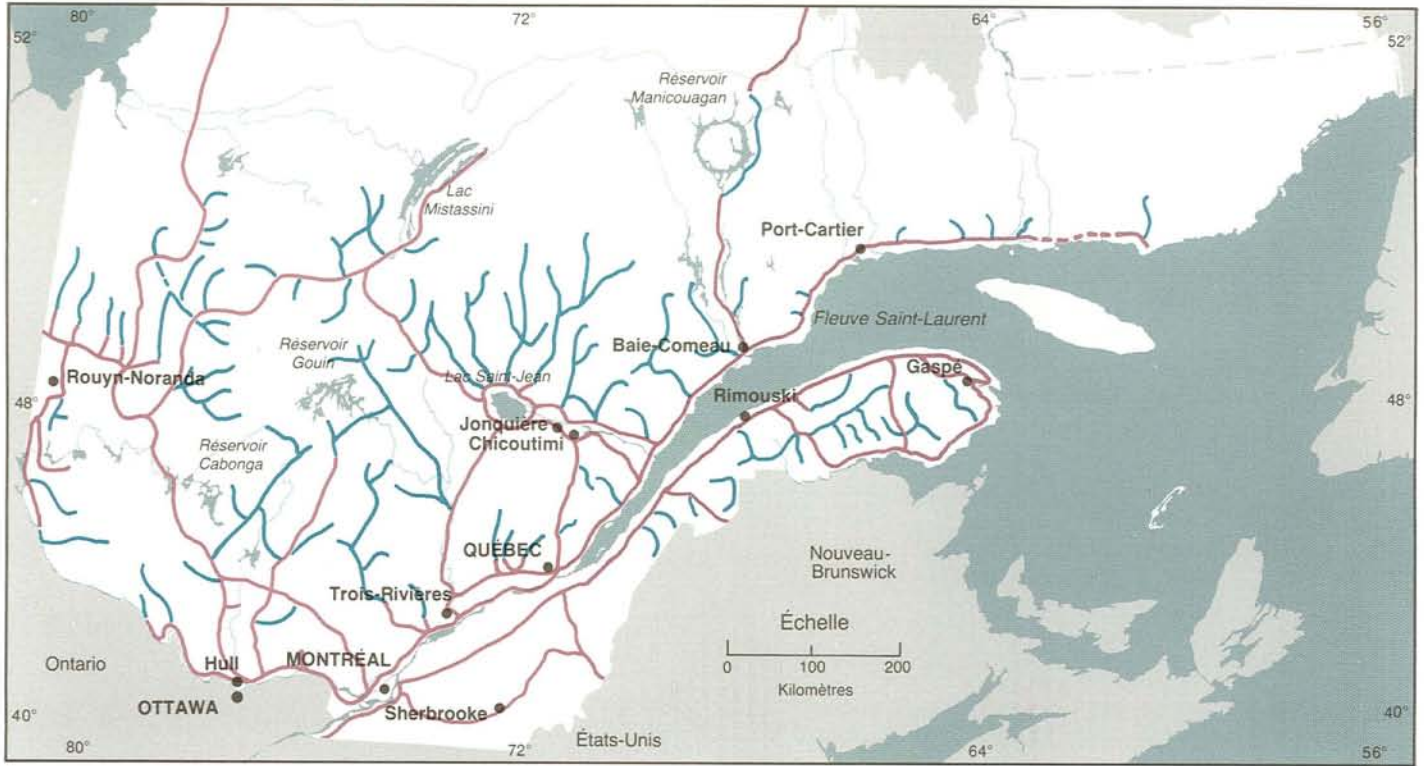 80°
72°
64°
56°
52°
52°
Réservoir
Manicouagan
Lac
Mistassini
Port-Cartier
Fleuve Saint-Laurent
Réservoir
Gouin
Baie-Comeau
Lac Saint-Jean
Gaspé
Rouyn-Noranda
Rimouski
48°
48°
Jonquière
Chicoutimi
Réservoir
Cabonga
QUÉBEC
Nouveau-
Brunswick
Trois-Rivieres
Échelle
0 100 200
Kilomètres
Ontario
Hull
MONTRÉAL
OTTAWA
Sherbrooke
40°
40°
États-Unis
80°
72°
64°
56°